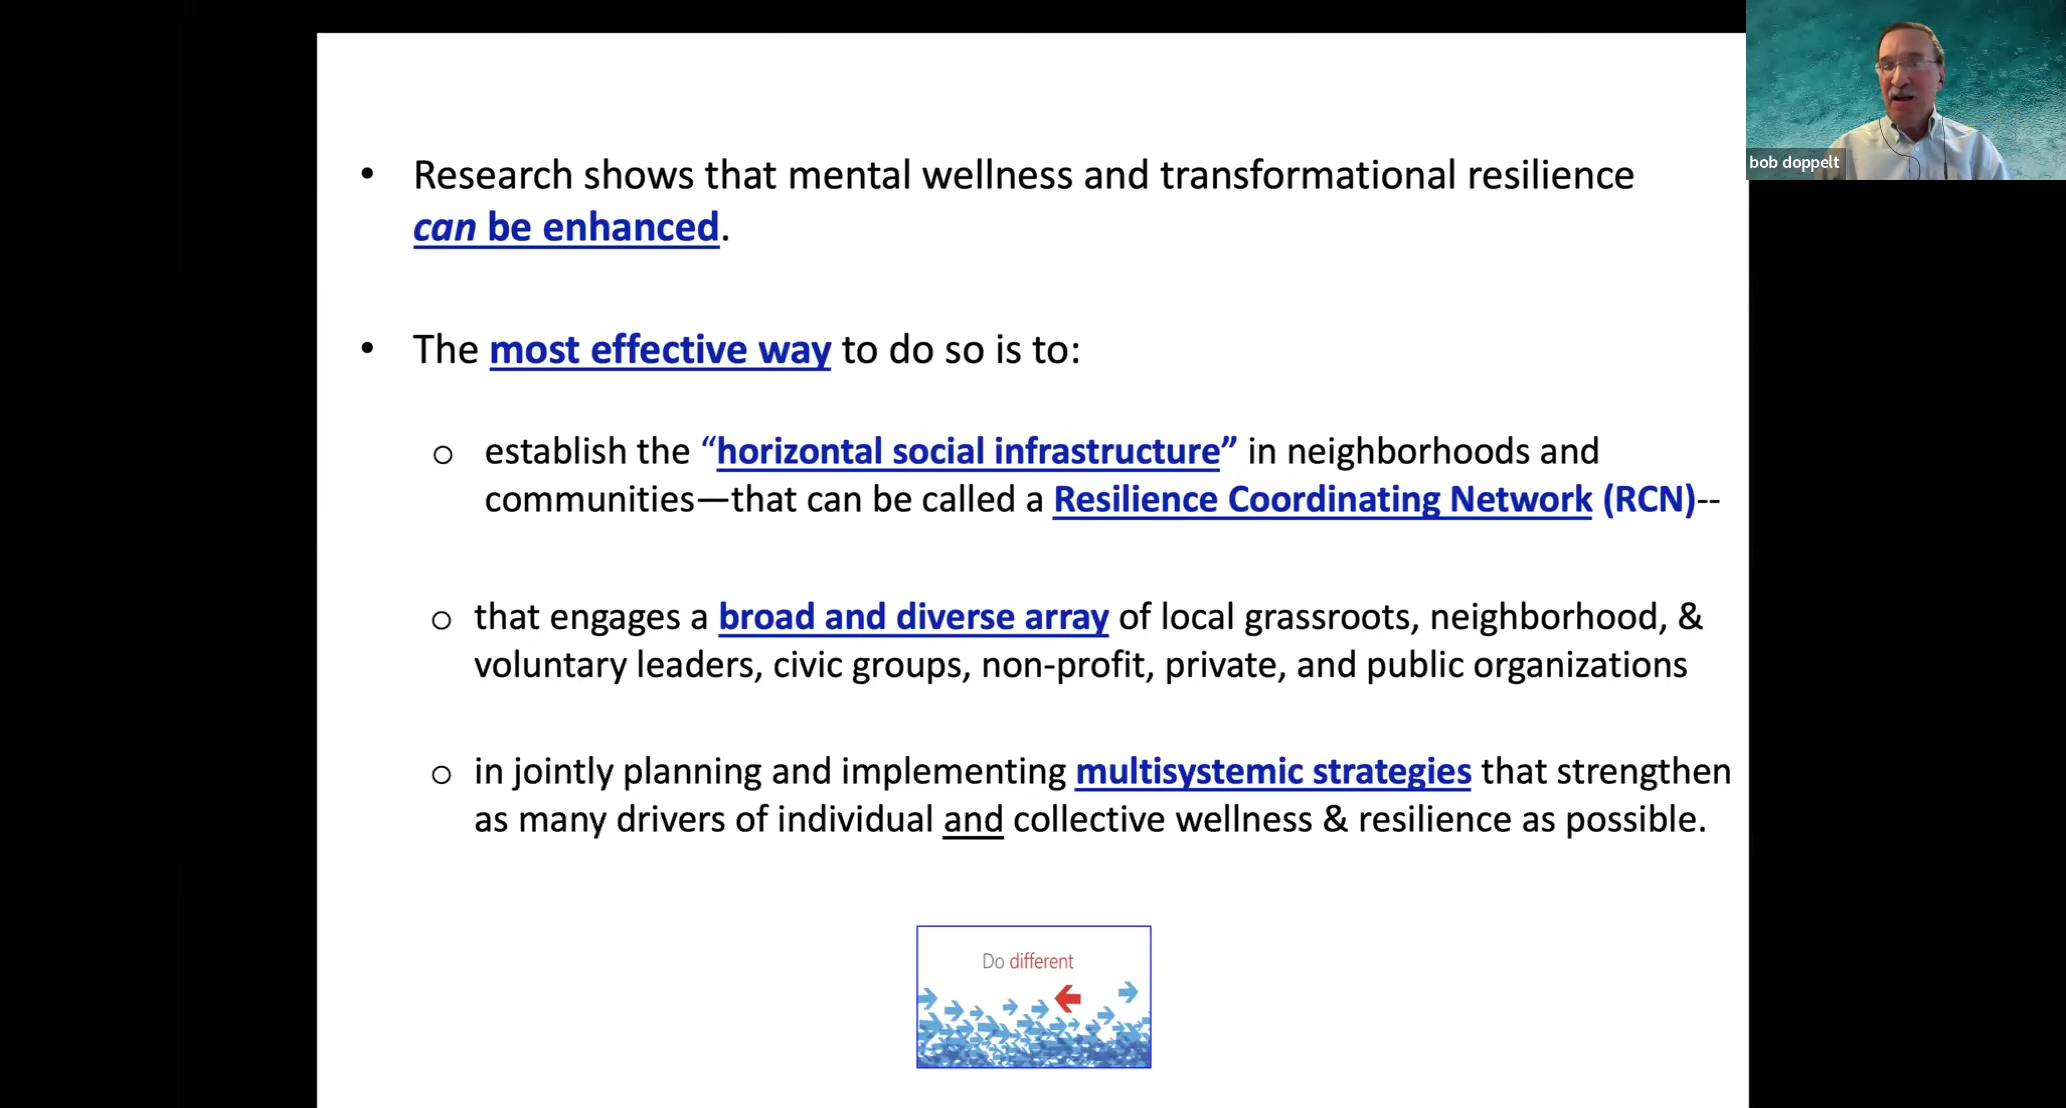 • Research shows that mental wellness and transformational resilience
can be enhanced.
• The most effective way to do so is to:
o establish the “horizontal social infrastructure” in neighborhoods and
communities—that can be called a Resilience Coordinating Network (RCN)--
o that engages a broad and diverse array of local grassroots, neighborhood, &
voluntary leaders, civic groups, non-profit, private, and public organizations
o in jointly planning and implementing multisystemic strategies that strengthen
as many drivers of individual and collective wellness & resilience as possible.
Do different
bob doppelt